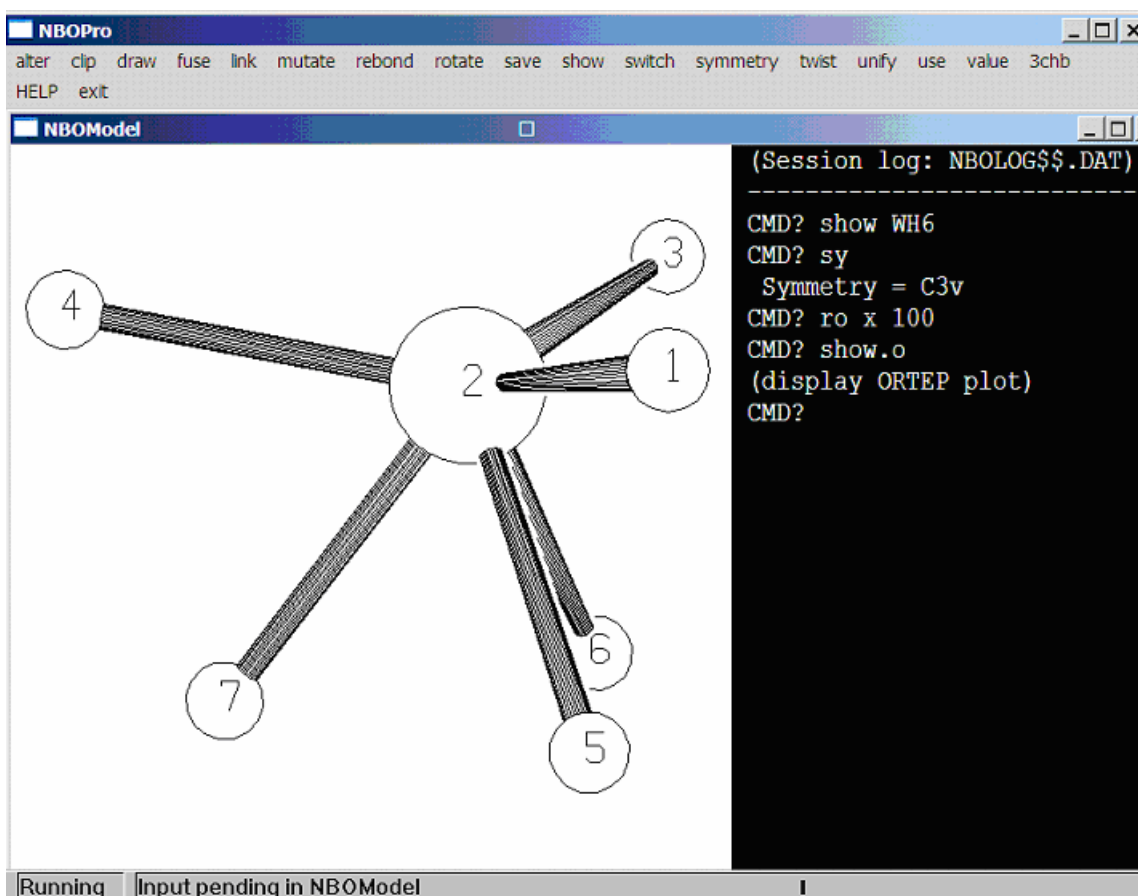 NBOPro
alter clip draw fuse link mutate rebond rotate save show switch symmetry twist unify use value 3chb
HELP exit
NBOModel
(Session log: NBOLOG$$.DAT)
----------------------------
CMD? show WH6
CMD? sy
Symmetry = C3v
CMD? ro x 100
CMD? show.o
(display ORTEP plot)
CMD?
3
4
1
2
6
7
5
Running
Input pending in NBOModel